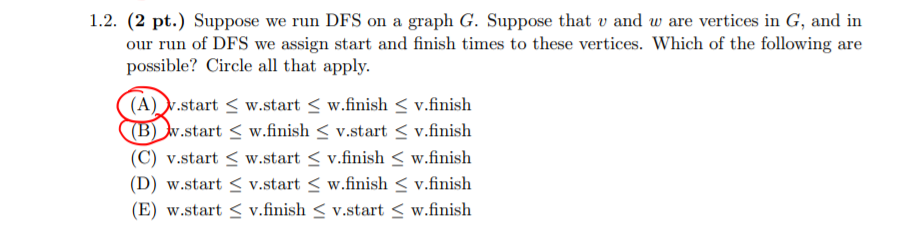 1.2. (2 pt.) Suppose we run DFS on a graph G. Suppose that v and w are vertices in G, and in
our run of DFS we assign start and finish times to these vertices. Which of the following are
possible? Circle all that apply.
(A) v.start ≤ w.start ≤ w.finish ≤ v.finish
(B) w.start ≤ w.finish ≤ v.start ≤ v.finish
(C) v.start ≤ w.start ≤ v.finish ≤ w.finish
(D) w.start ≤ v.start ≤ w.finish ≤ v.finish
(E) w.start ≤ v.finish ≤ v.start ≤ w.finish